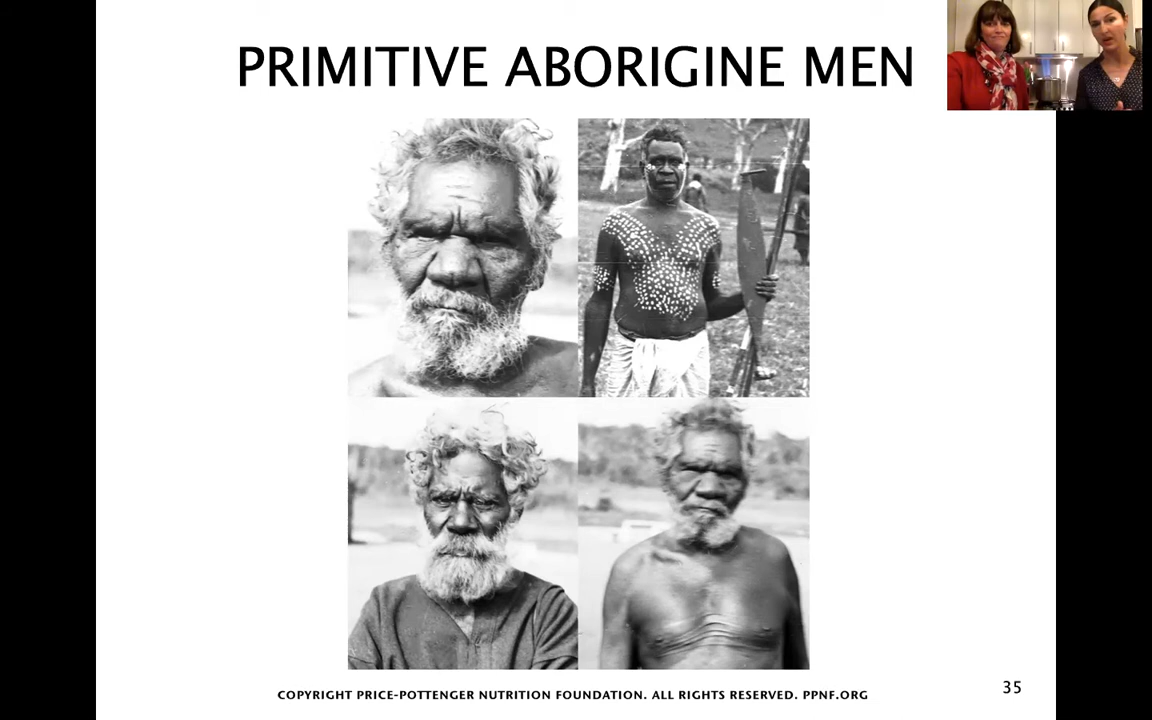 PRIMITIVE ABORIGINE MEN
COPYRIGHT PRICE-POTTENGER NUTRITION FOUNDATION. ALL RIGHTS RESERVED. PPNF.ORG
35